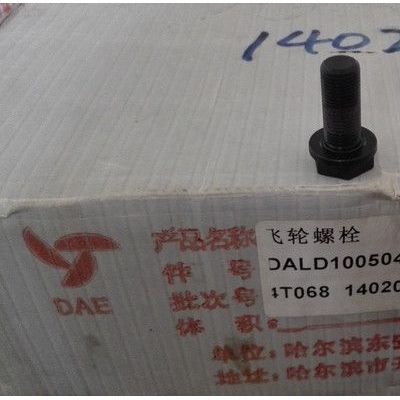 1402
产品名称 飞轮螺栓
件 号 DALD100504
批次号 4T068 14020
体 积:
DAE
单位: 哈尔滨东
地址: 哈尔滨市